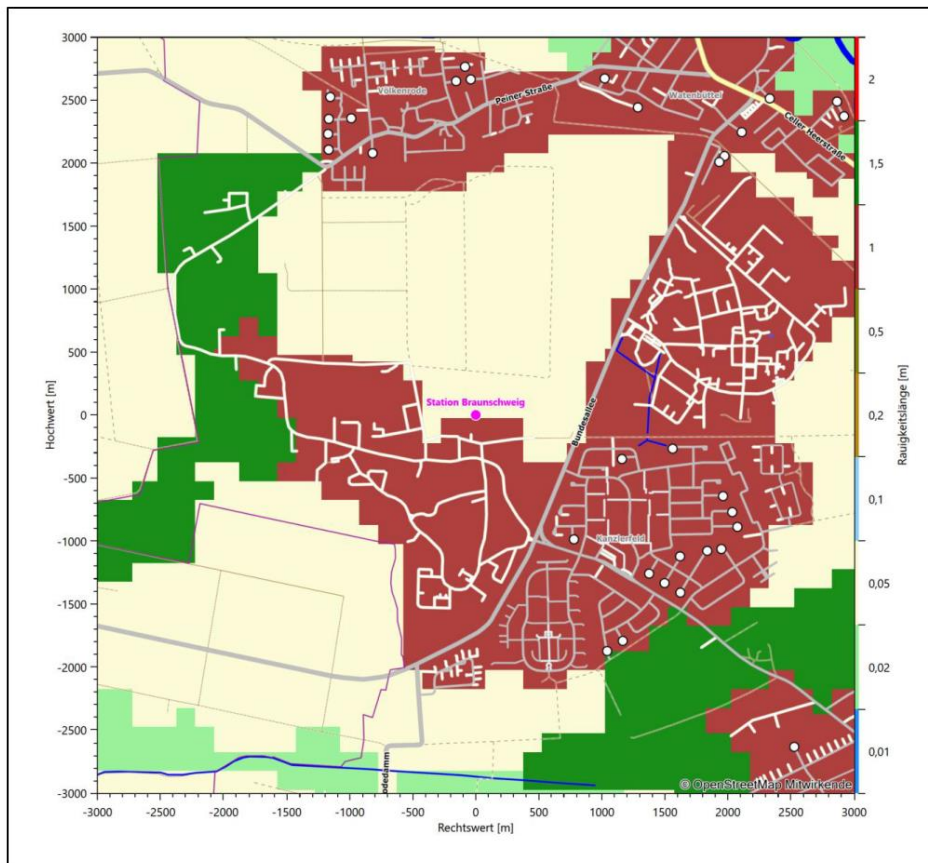 3000
2500
2000
1500
1000
500
0
-500
-1000
-1500
-2000
-2500
-3000
Hochwert [m]
-3000
-2500
-2000
-1500
-1000
-500
0
500
1000
1500
2000
2500
3000
Rechtswert [m]
Völkenrode
Peiner Straße
Watenbüttel
Celler Heerstraße
Station Braunschweig
Bundesallee
Kanzlerfeld
odedamm
© OpenStreetMap Mitwirkende
2
1,5
1
0,5
0,2
0,1
0,05
0,02
0,01
Rauigkeitslänge [m]